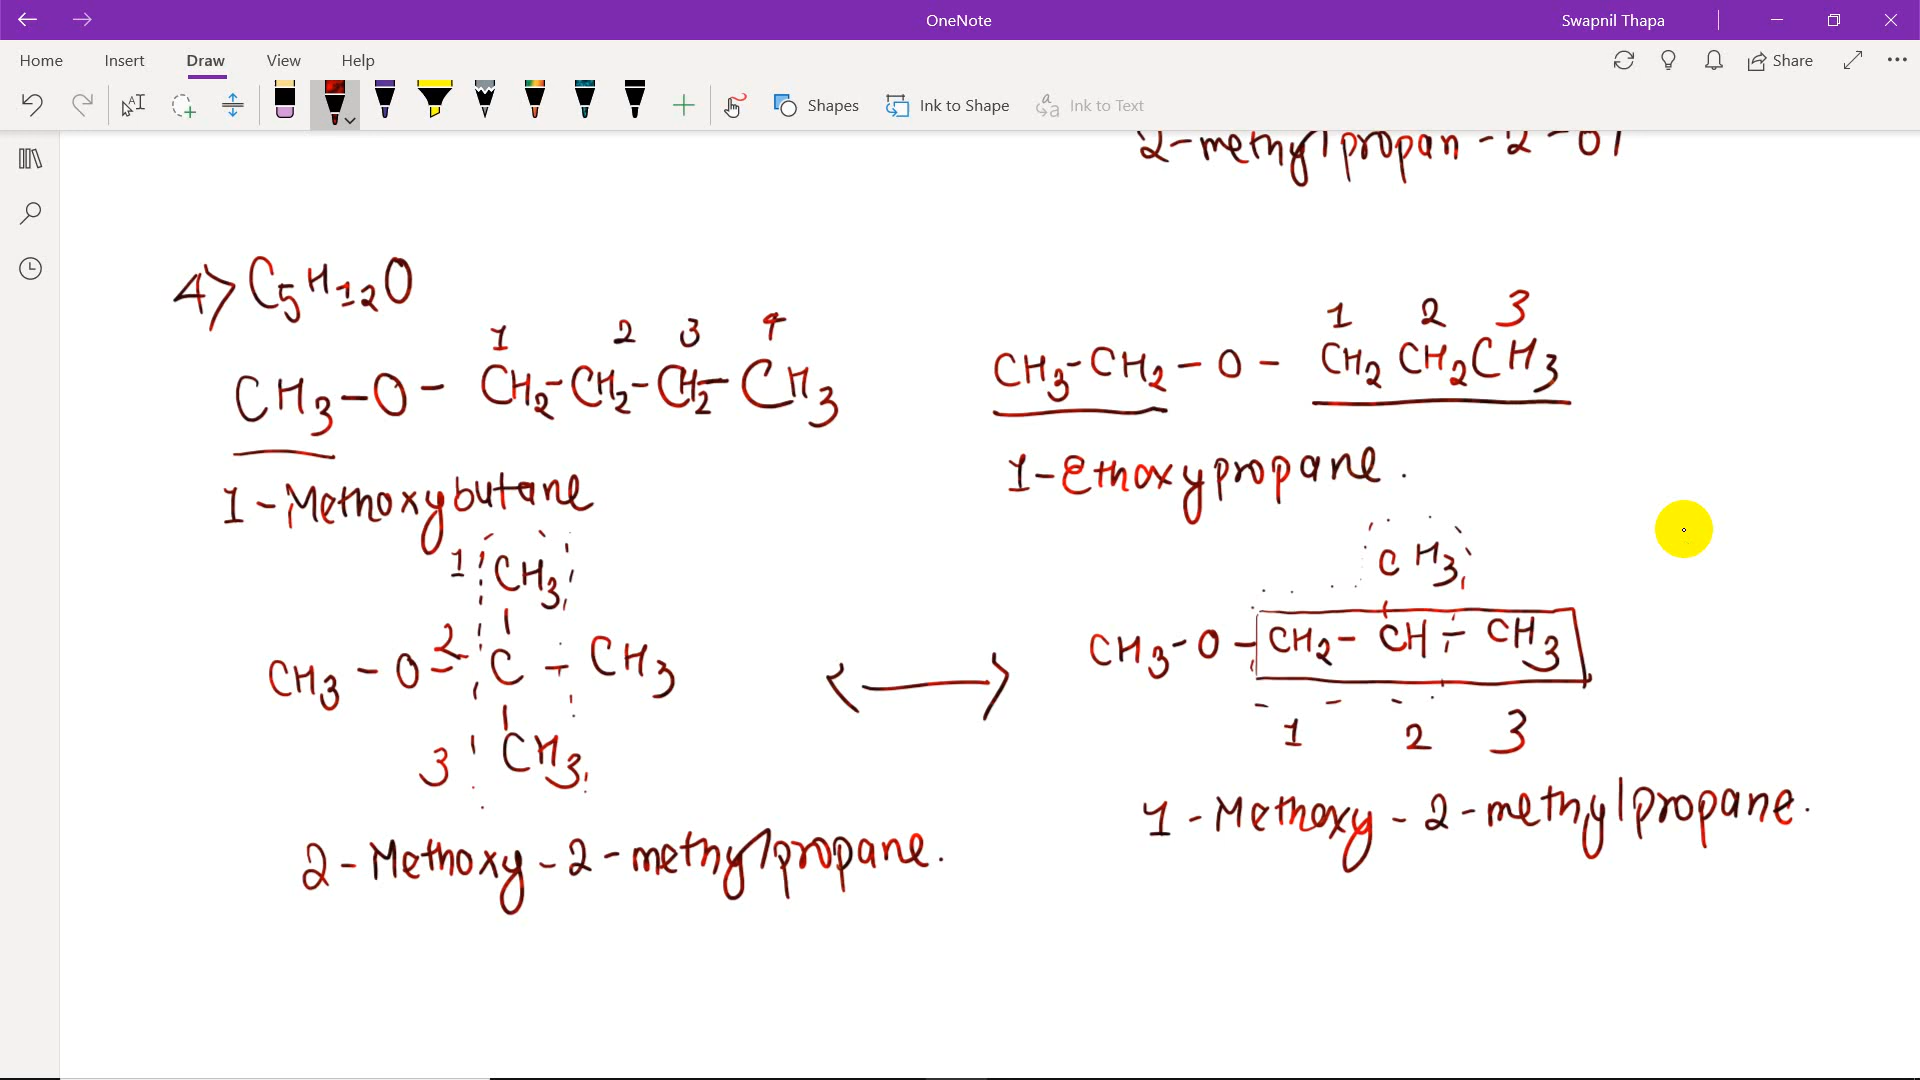 OneNote
Swapnil Thapa
Home Insert Draw View Help
Share
Shapes
Ink to Shape
Ink to Text
2-methylpropan-2-ol
4> C5H12O
1 2 3 4
CH3-O- CH2-CH2-CH2-CH3
1-Methoxybutane
1 2 3
CH3-CH2-O- CH2 CH2CH3
1-Ethoxypropane.
1 CH3
CH3-O- 2 C - CH3
3 CH3
2-Methoxy-2-methylpropane.
CH3
CH3-O-CH2-CH-CH3
1 2 3
1-Methoxy-2-methylpropane.